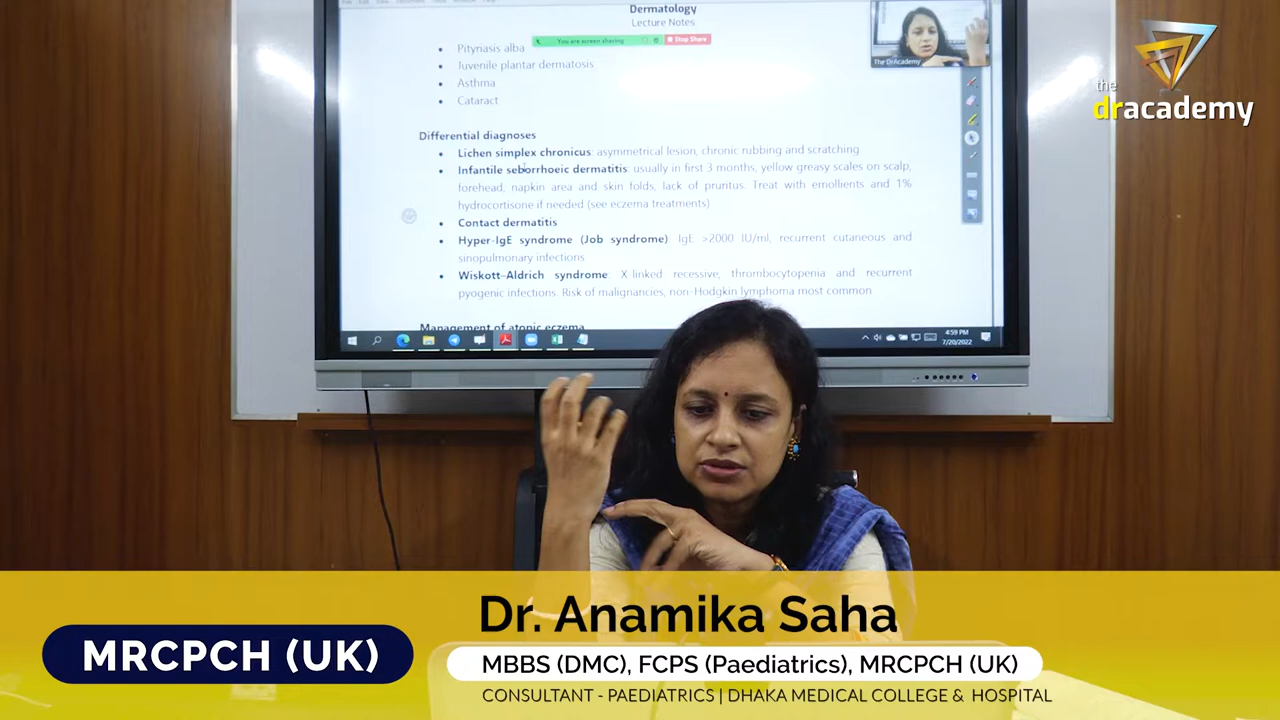 Dermatology
Lecture Notes
You are screen sharing
Stop Share
The DrAcademy
the
dracademy
• Pityriasis alba
• Juvenile plantar dermatosis
• Asthma
• Cataract
Differential diagnoses
• Lichen simplex chronicus: asymmetrical lesion, chronic rubbing and scratching
• Infantile seborrhoeic dermatitis: usually in first 3 months, yellow greasy scales on scalp,
forehead, napkin area and skin folds, lack of pruritus. Treat with emollients and 1%
hydrocortisone if needed (see eczema treatments)
• Contact dermatitis
• Hyper-IgE syndrome (Job syndrome): IgE >2000 IU/ml, recurrent cutaneous and
sinopulmonary infections
• Wiskott–Aldrich syndrome: X-linked recessive, thrombocytopenia and recurrent
pyogenic infections. Risk of malignancies, non-Hodgkin lymphoma most common
Management of atopic eczema
4:59 PM
7/20/2022
Dr. Anamika Saha
MRCPCH (UK)
MBBS (DMC), FCPS (Paediatrics), MRCPCH (UK)
CONSULTANT - PAEDIATRICS | DHAKA MEDICAL COLLEGE & HOSPITAL